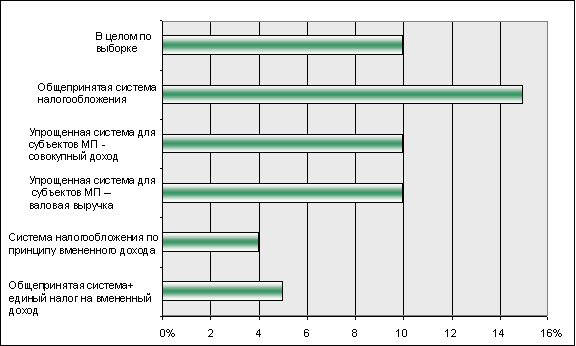 В целом по
выборке
Общепринятая система
налогообложения
Упрощенная система для
субъектов МП -
совокупный доход
Упрощенная система для
субъектов МП –
валовая выручка
Система налогообложения по
принципу вмененного дохода
Общепринятая система+
единый налог на вмененный
доход
0% 2 4 6 8 10 12 14 16%